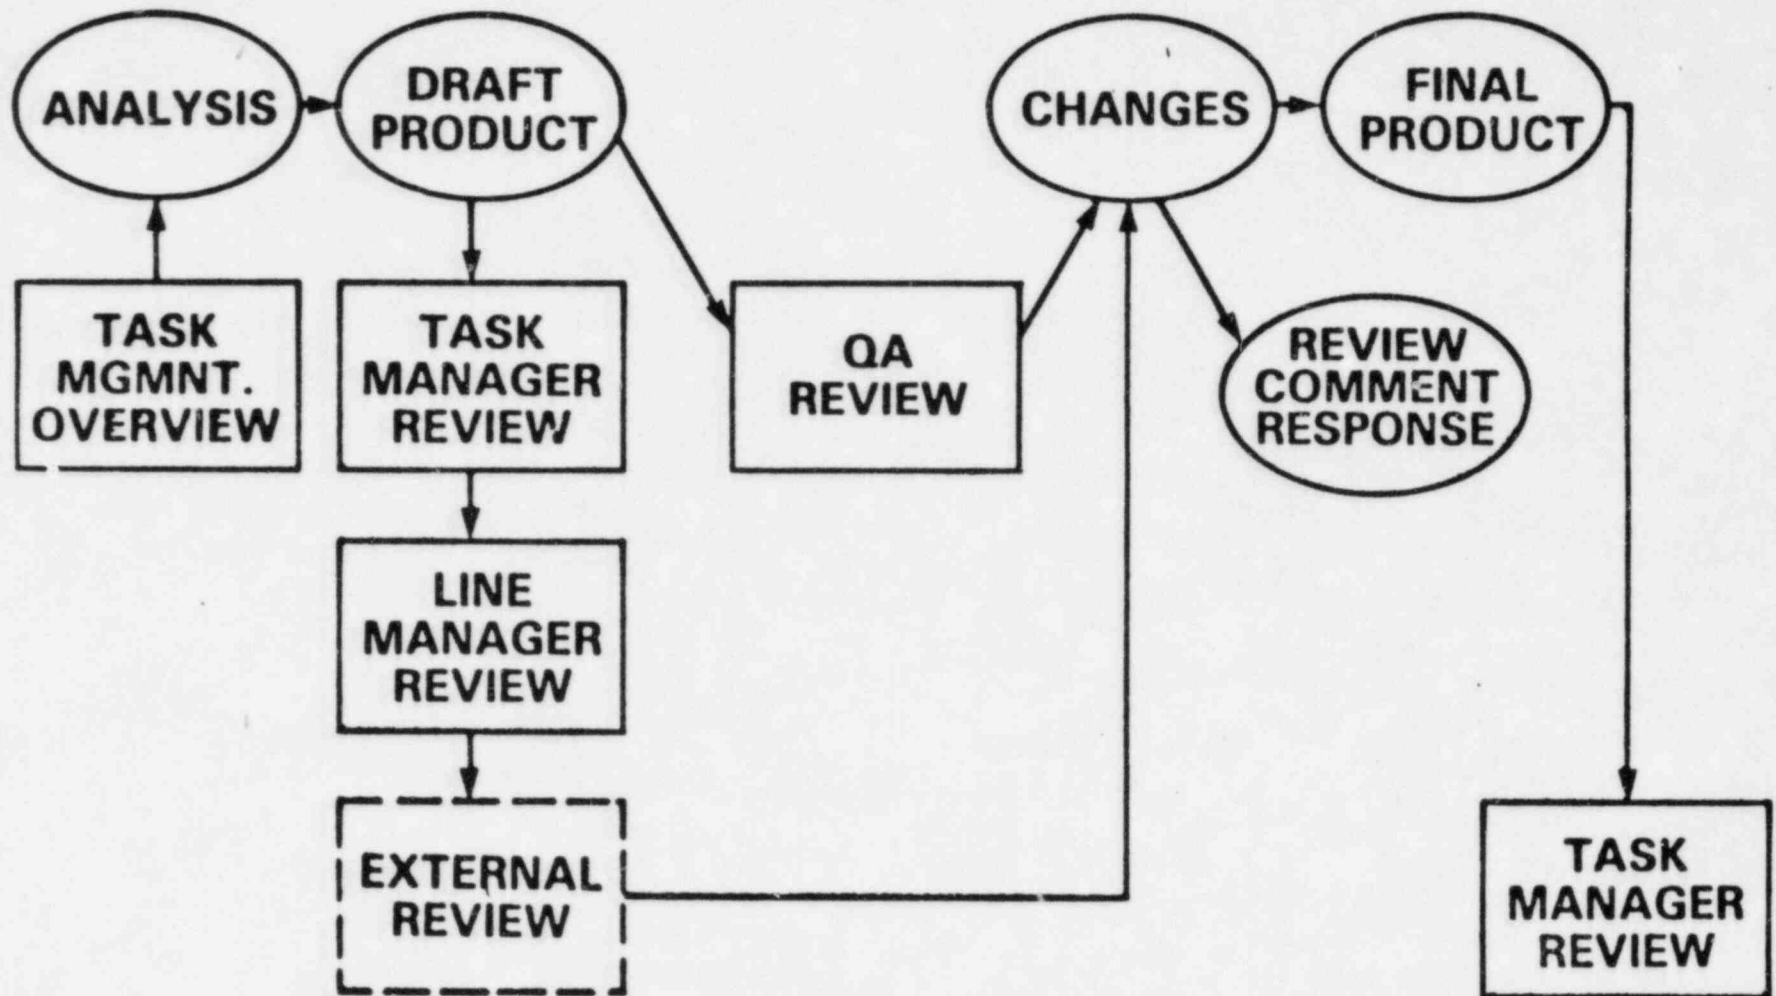 ANALYSIS
DRAFT
PRODUCT
CHANGES
FINAL
PRODUCT
TASK
MGMNT.
OVERVIEW
TASK
MANAGER
REVIEW
QA
REVIEW
REVIEW
COMMENT
RESPONSE
LINE
MANAGER
REVIEW
EXTERNAL
REVIEW
TASK
MANAGER
REVIEW